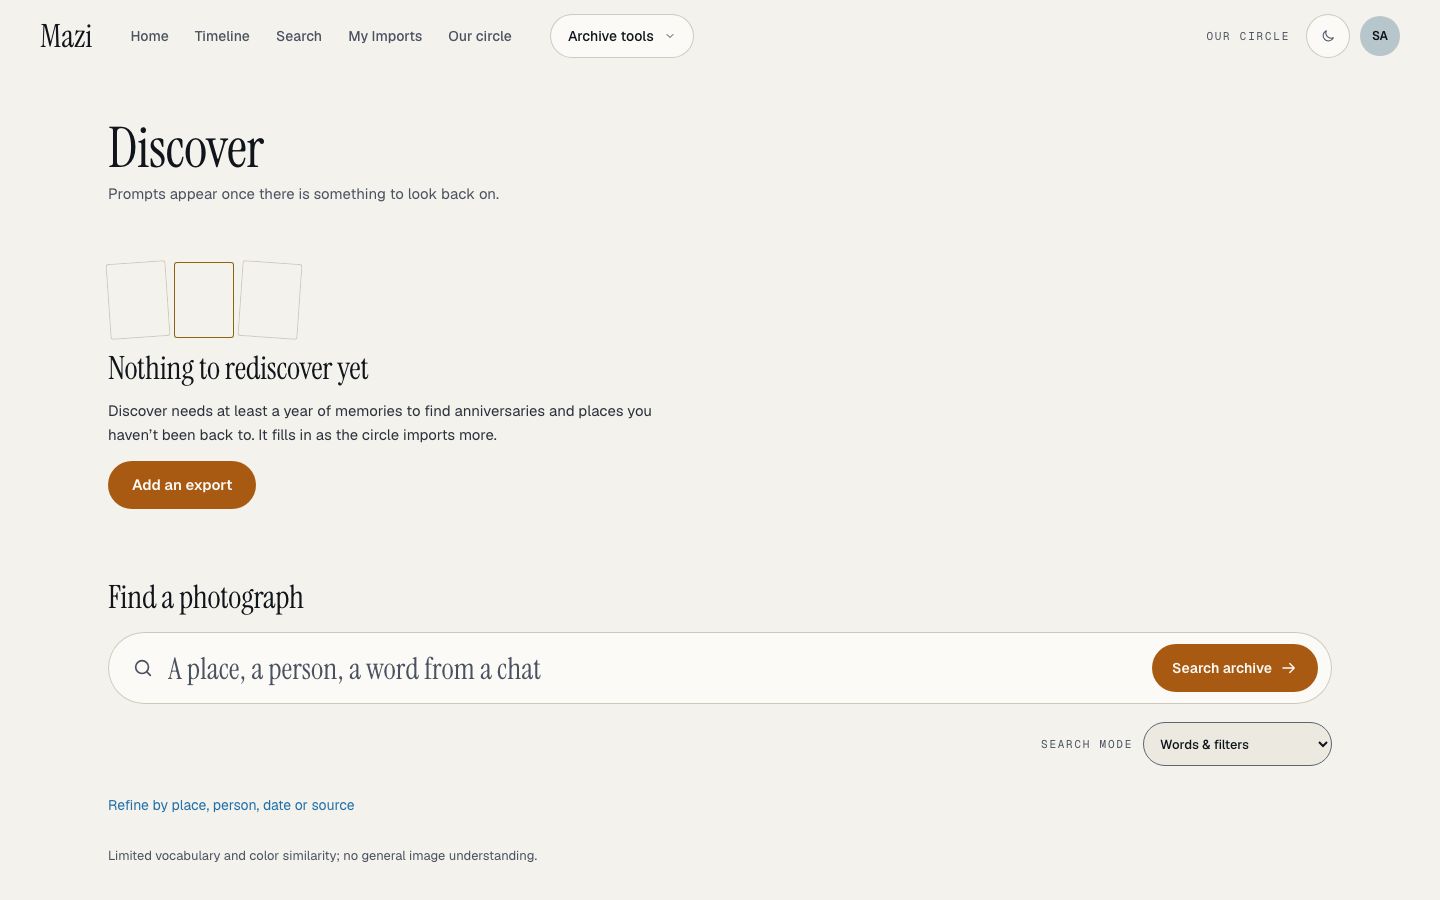 Mazi
Home
Timeline
Search
My Imports
Our circle
Archive tools
OUR CIRCLE
SA
Discover
Prompts appear once there is something to look back on.
Nothing to rediscover yet
Discover needs at least a year of memories to find anniversaries and places you
haven’t been back to. It fills in as the circle imports more.
Add an export
Find a photograph
A place, a person, a word from a chat
Search archive
SEARCH MODE
Words & filters
Refine by place, person, date or source
Limited vocabulary and color similarity; no general image understanding.